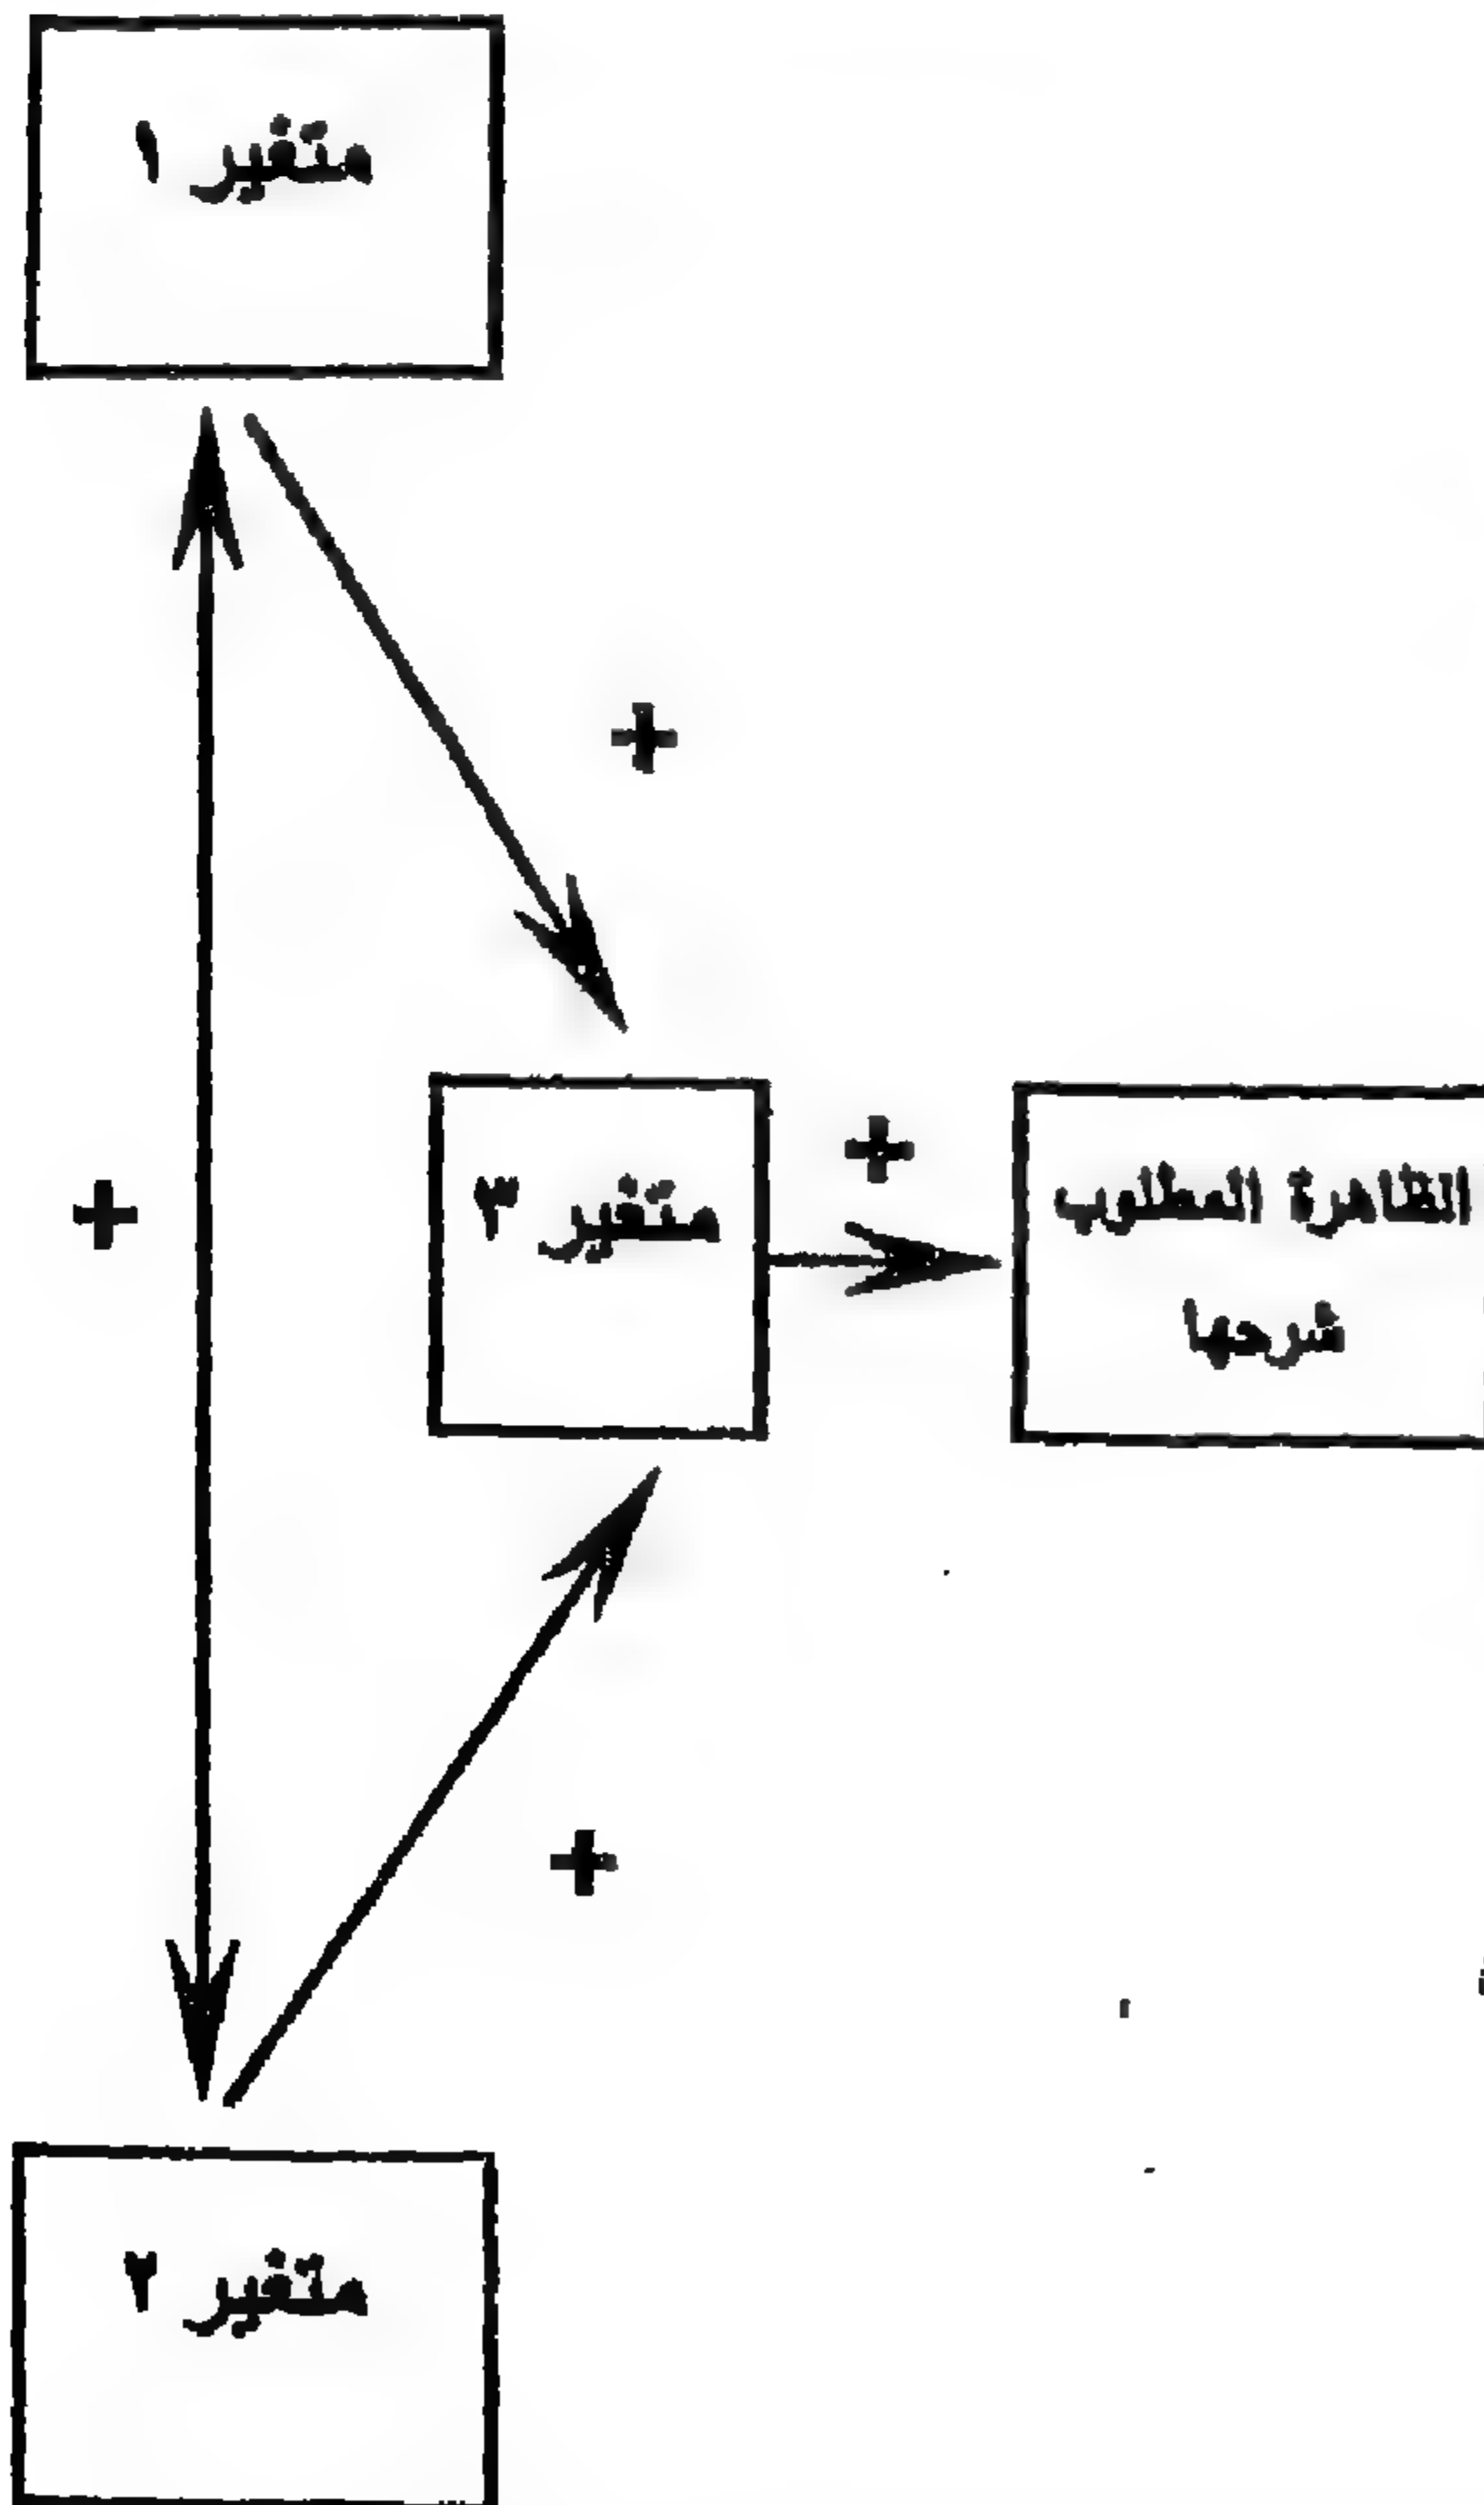 متغير ١
+
+
متغير ٣
+
الظاهرة المطلوب
شرحها
+
متغير ٢